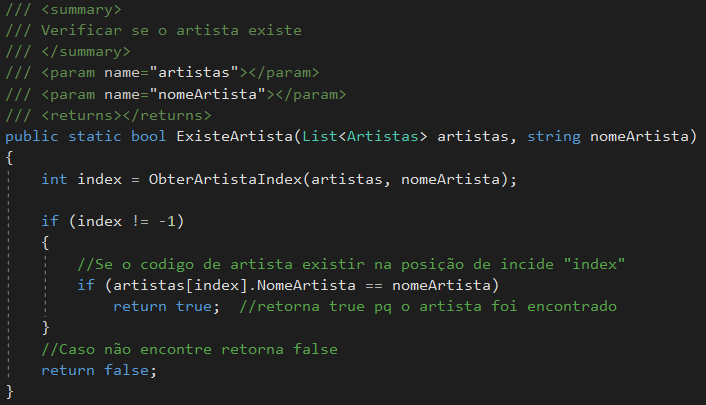 /// <summary>
/// Verificar se o artista existe
/// </summary>
/// <param name="artistas"></param>
/// <param name="nomeArtista"></param>
/// <returns></returns>
public static bool ExisteArtista(List<Artistas> artistas, string nomeArtista)
{
    int index = ObterArtistaIndex(artistas, nomeArtista);

    if (index != -1)
    {
        //Se o codigo de artista existir na posição de incide "index"
        if (artistas[index].NomeArtista == nomeArtista)
            return true;  //retorna true pq o artista foi encontrado
    }
    //Caso não encontre retorna false
    return false;
}